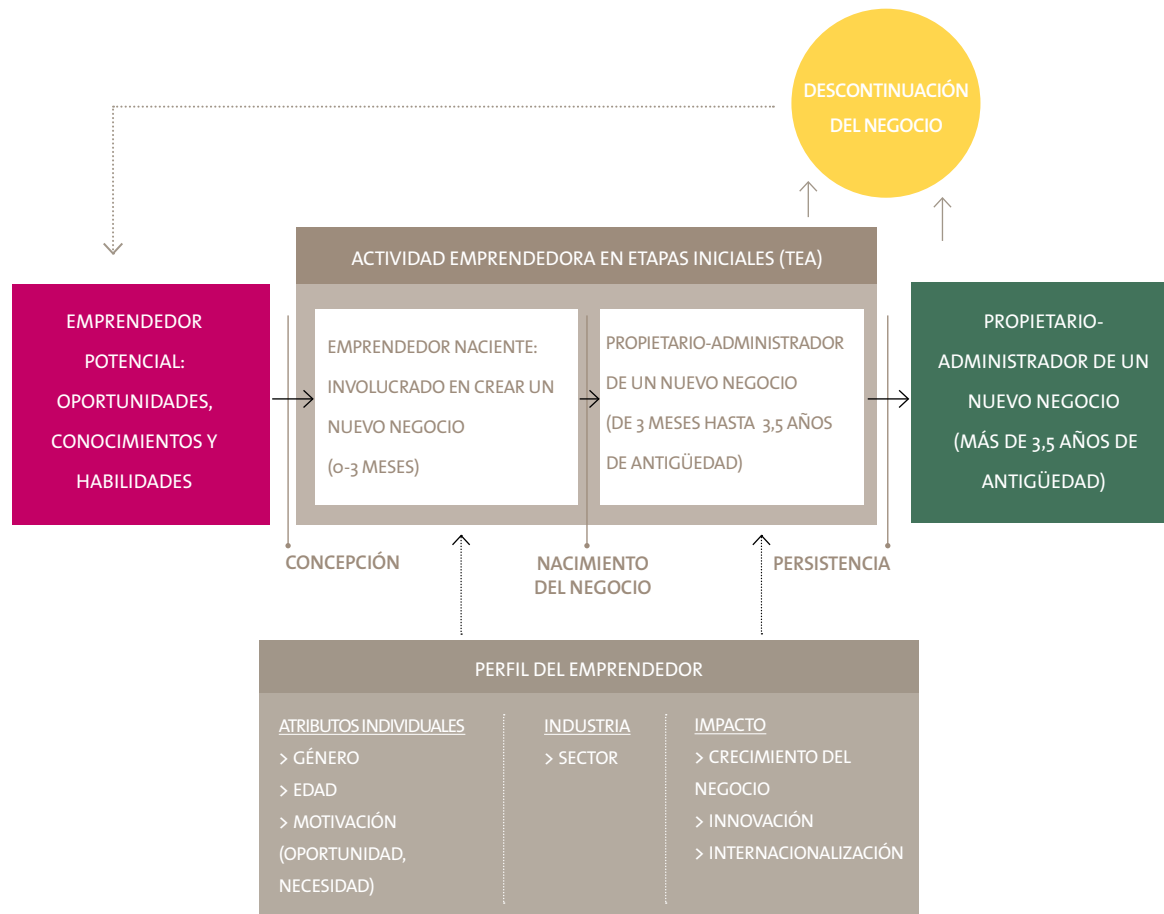 DESCONTINUACIÓN
DEL NEGOCIO
ACTIVIDAD EMPRENDEDORA EN ETAPAS INICIALES (TEA)
EMPRENDEDOR
POTENCIAL:
OPORTUNIDADES,
CONOCIMIENTOS Y
HABILIDADES
EMPRENDEDOR NACIENTE:
INVOLUCRADO EN CREAR UN
NUEVO NEGOCIO
(0-3 MESES)
PROPIETARIO-ADMINISTRADOR
DE UN NUEVO NEGOCIO
(DE 3 MESES HASTA 3,5 AÑOS
DE ANTIGÜEDAD)
PROPIETARIO-
ADMINISTRADOR DE UN
NUEVO NEGOCIO
(MÁS DE 3,5 AÑOS DE
ANTIGÜEDAD)
CONCEPCIÓN
NACIMIENTO
DEL NEGOCIO
PERSISTENCIA
PERFIL DEL EMPRENDEDOR
ATRIBUTOS INDIVIDUALES
> GÉNERO
> EDAD
> MOTIVACIÓN
(OPORTUNIDAD,
NECESIDAD)
INDUSTRIA
> SECTOR
IMPACTO
> CRECIMIENTO DEL
NEGOCIO
> INNOVACIÓN
> INTERNACIONALIZACIÓN